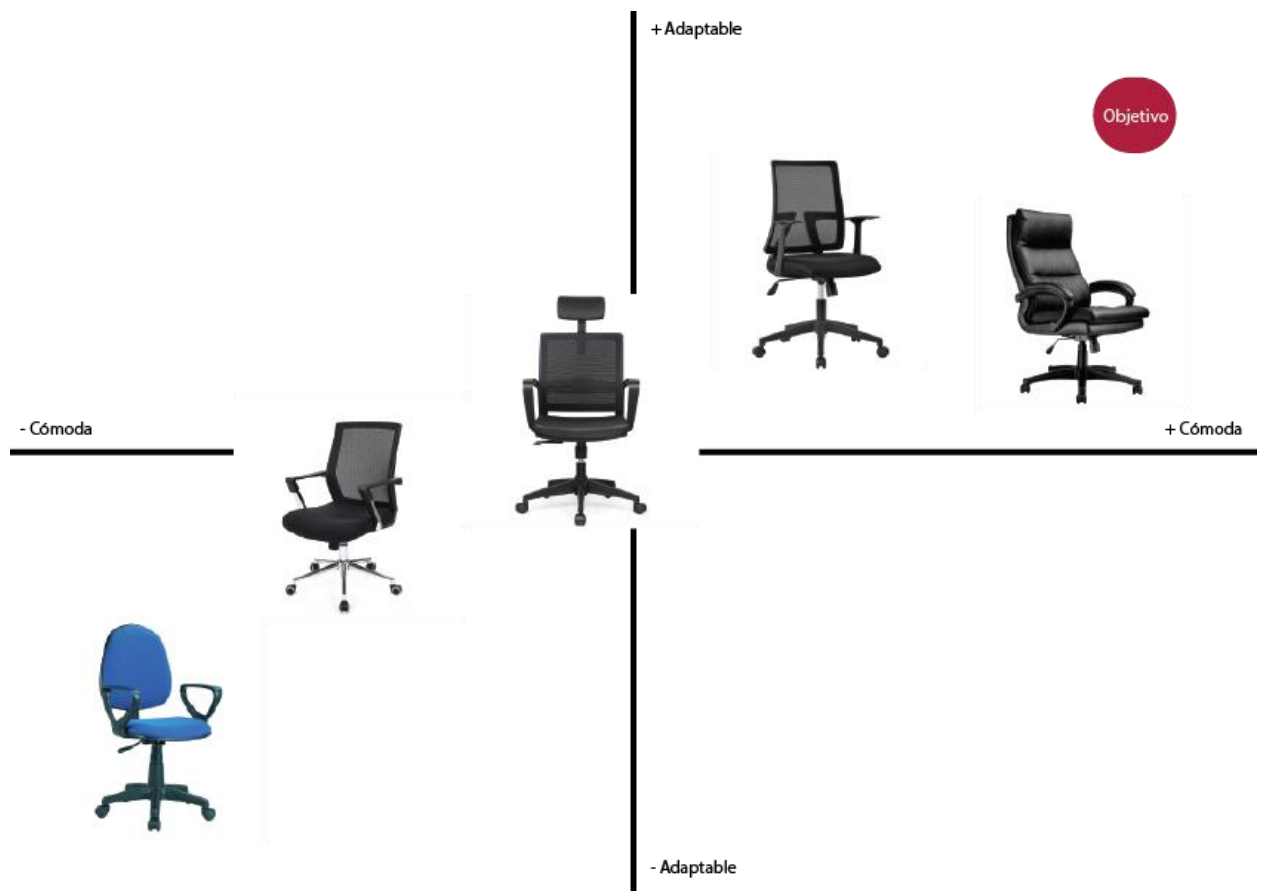 + Adaptable
Objetivo
- Cómoda
+ Cómoda
- Adaptable